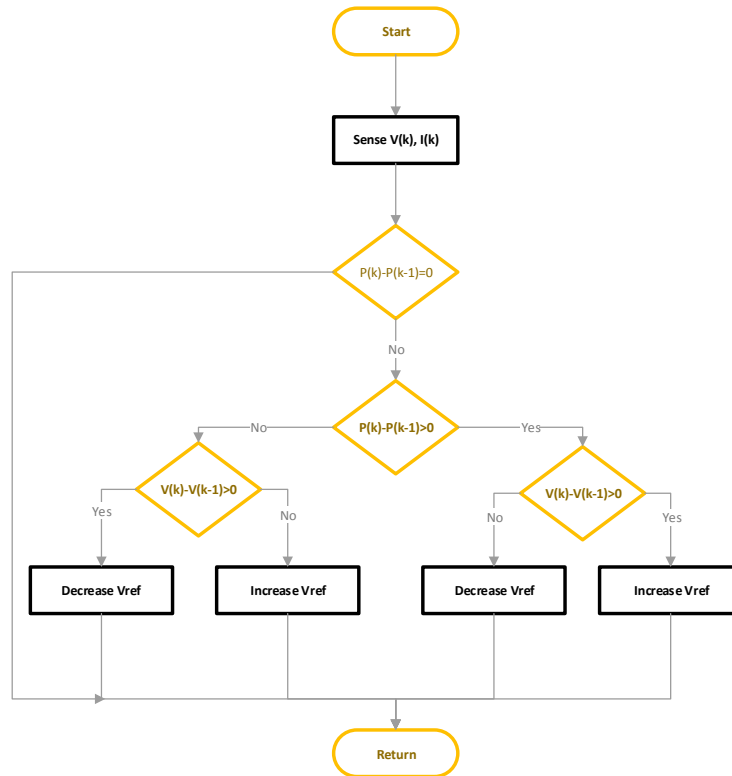 Start
Sense V(k), I(k)
P(k)-P(k-1)=0
No
P(k)-P(k-1)>0
No
Yes
V(k)-V(k-1)>0
V(k)-V(k-1)>0
Yes
No
No
Yes
Decrease Vref
Increase Vref
Decrease Vref
Increase Vref
Return